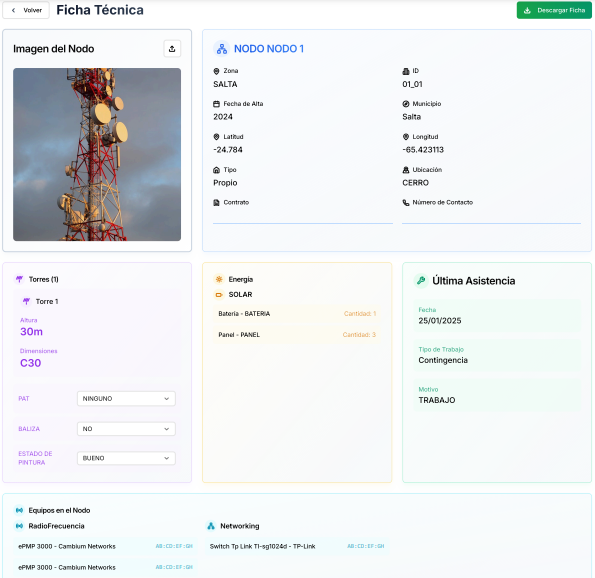 Volver
Ficha Técnica
Descargar Ficha
Imagen del Nodo
NODO NODO 1
Zona
SALTA
ID
01_01
Fecha de Alta
2024
Municipio
Salta
Latitud
-24.784
Longitud
-65.423113
Tipo
Propio
Ubicación
CERRO
Contrato
Número de Contacto
Torres (1)
Torre 1
Altura
30m
Dimensiones
C30
PAT
NINGUNO
BALIZA
NO
ESTADO DE
PINTURA
BUENO
Energía
SOLAR
Bateria - BATERIA
Cantidad: 1
Panel - PANEL
Cantidad: 3
Última Asistencia
Fecha
25/01/2025
Tipo de Trabajo
Contingencia
Motivo
TRABAJO
Equipos en el Nodo
RadioFrecuencia
ePMP 3000 - Cambium Networks
AB:CD:EF:GH
ePMP 3000 - Cambium Networks
AB:CD:EF:GH
Networking
Switch Tp Link Tl-sg1024d - TP-Link
AB:CD:EF:GH